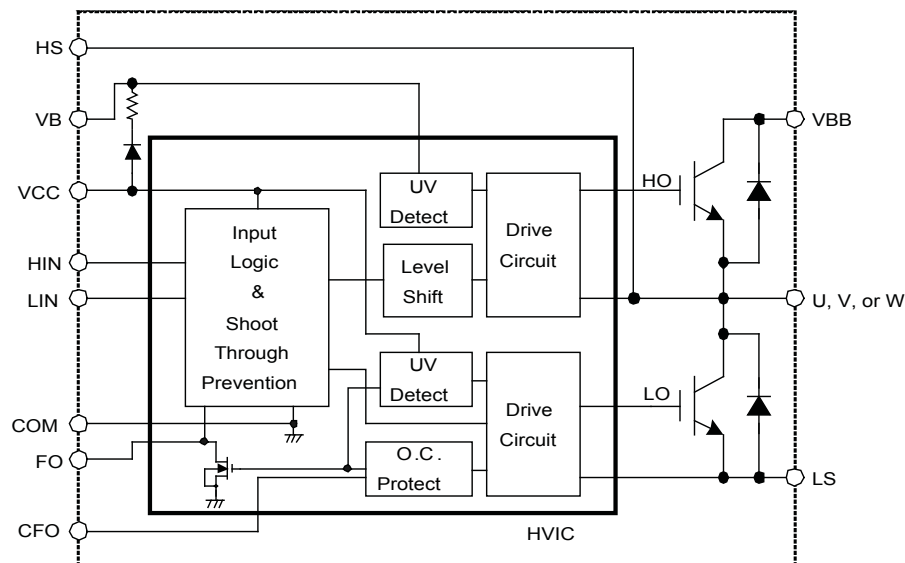 HS
VB
VCC
HIN
LIN
COM
FO
CFO
Input
Logic
&
Shoot
Through
Prevention
UV
Detect
Level
Shift
Drive
Circuit
UV
Detect
O.C.
Protect
Drive
Circuit
HVIC
HO
LO
VBB
U, V, or W
LS